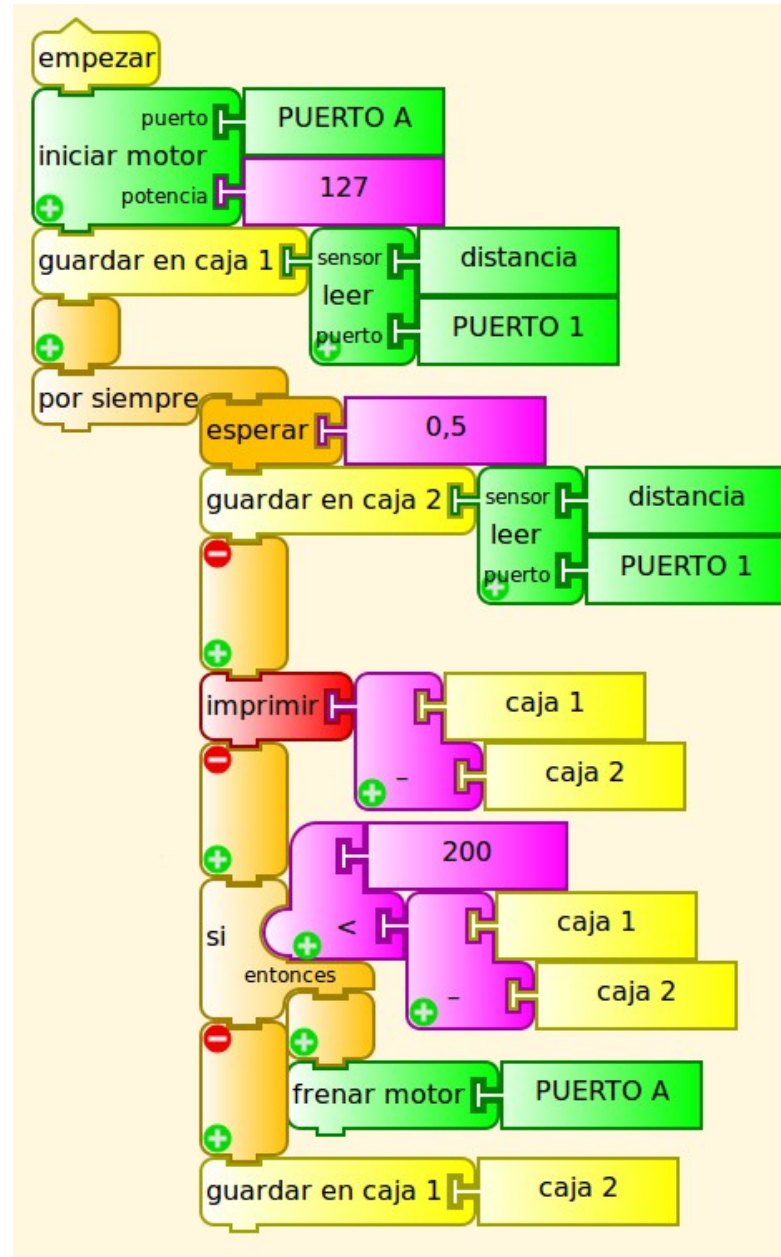 empezar
puerto PUERTO A
iniciar motor
potencia 127
guardar en caja 1 sensor distancia
leer
puerto PUERTO 1
por siempre
esperar 0,5
guardar en caja 2 sensor distancia
leer
puerto PUERTO 1
imprimir caja 1
– caja 2
200
si < caja 1
entonces
– caja 2
frenar motor PUERTO A
guardar en caja 1 caja 2